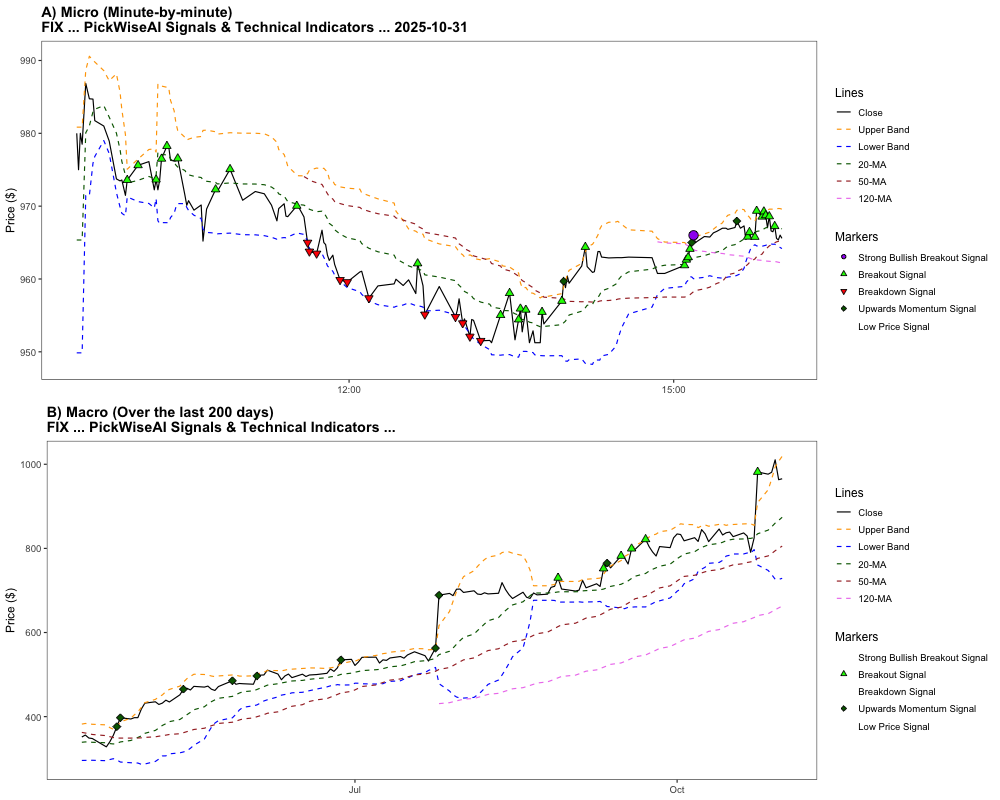 A) Micro (Minute-by-minute)
FIX ... PickWiseAI Signals & Technical Indicators ... 2025-10-31
Price ($)
990
980
970
960
950
12:00
15:00
Lines
Close
Upper Band
Lower Band
20-MA
50-MA
120-MA
Markers
Strong Bullish Breakout Signal
Breakout Signal
Breakdown Signal
Upwards Momentum Signal
Low Price Signal
B) Macro (Over the last 200 days)
FIX ... PickWiseAI Signals & Technical Indicators ...
Price ($)
1000
800
600
400
Jul
Oct
Lines
Close
Upper Band
Lower Band
20-MA
50-MA
120-MA
Markers
Strong Bullish Breakout Signal
Breakout Signal
Breakdown Signal
Upwards Momentum Signal
Low Price Signal